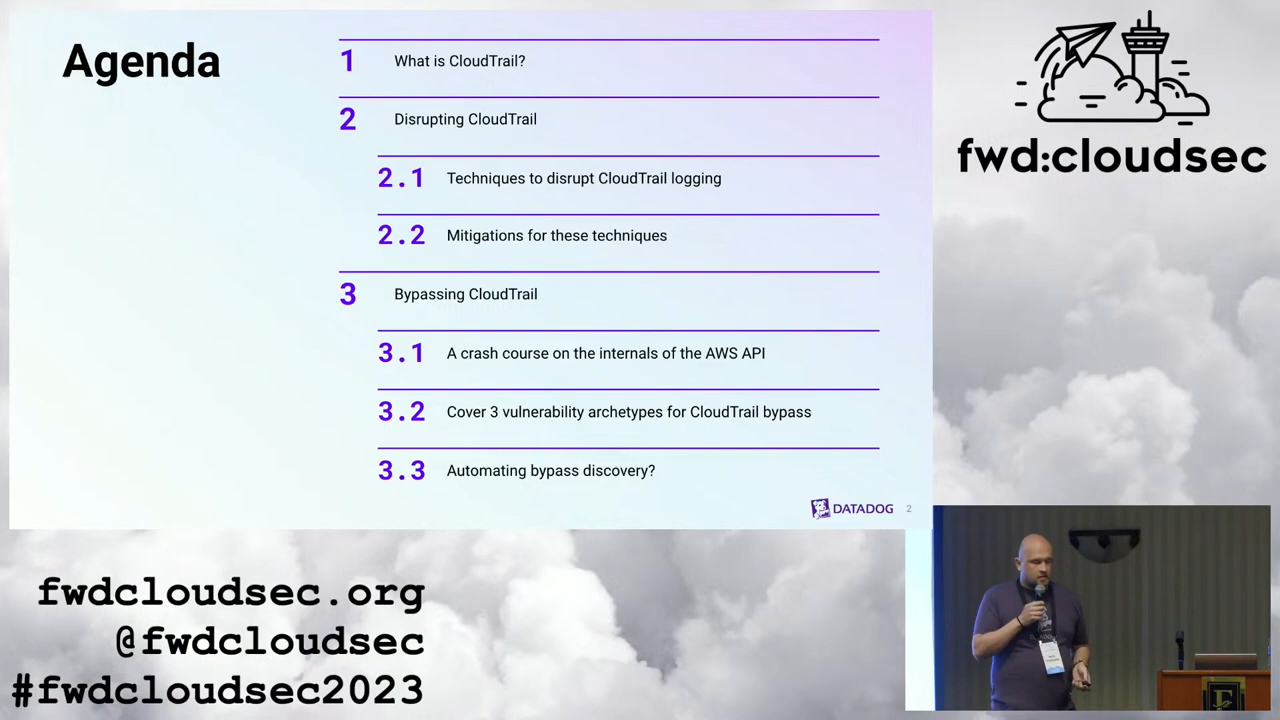 Agenda
1 What is CloudTrail?
2 Disrupting CloudTrail
2.1 Techniques to disrupt CloudTrail logging
2.2 Mitigations for these techniques
3 Bypassing CloudTrail
3.1 A crash course on the internals of the AWS API
3.2 Cover 3 vulnerability archetypes for CloudTrail bypass
3.3 Automating bypass discovery?
DATADOG 2
fwd:cloudsec
fwdcloudsec.org
@fwdcloudsec
#fwdcloudsec2023